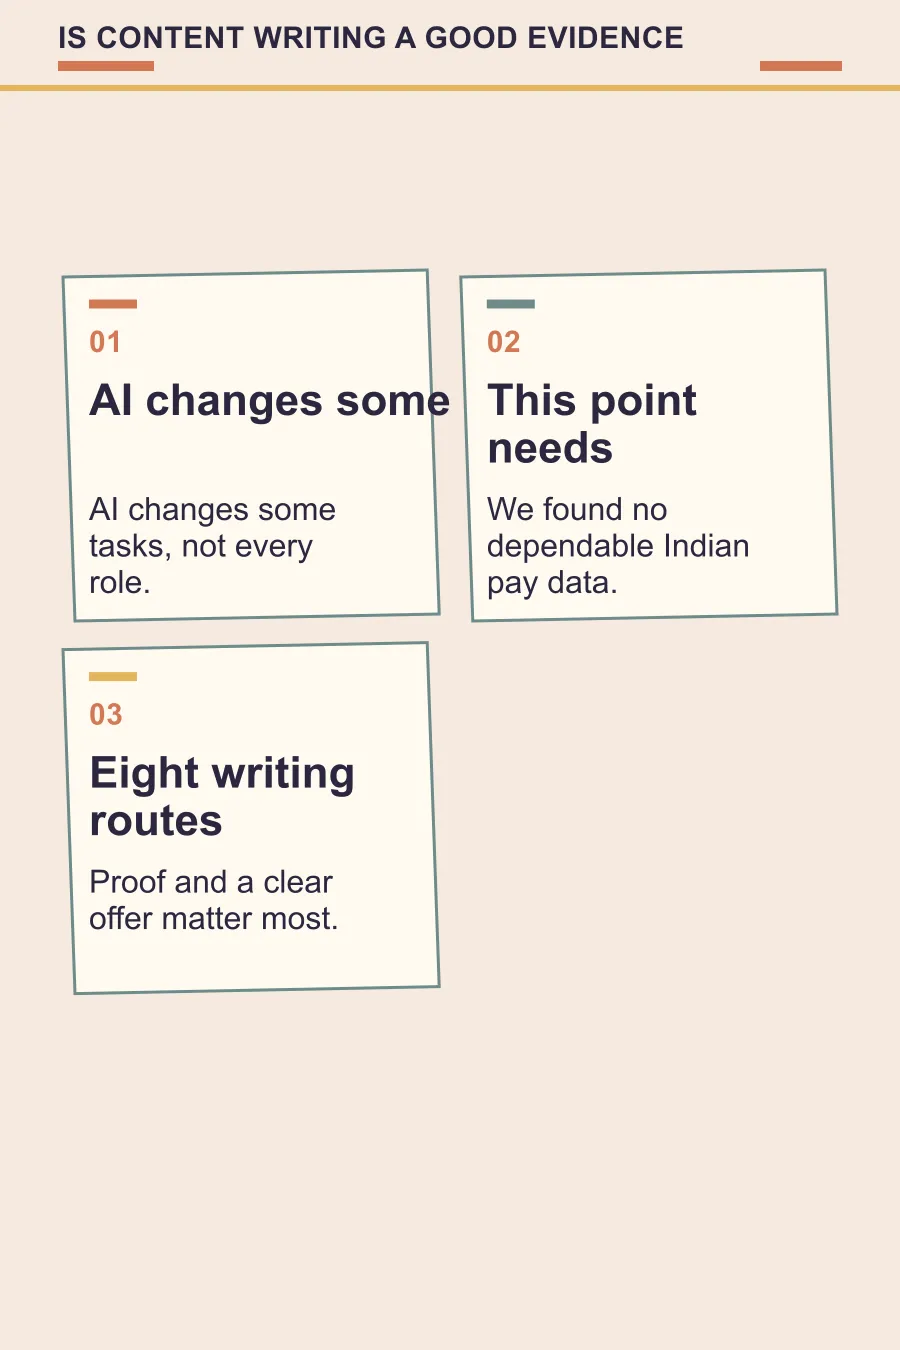 IS CONTENT WRITING A GOOD EVIDENCE
01
AI changes some
AI changes some
tasks, not every
role.
02
This point
needs
We found no
dependable Indian
pay data.
03
Eight writing
routes
Proof and a clear
offer matter most.